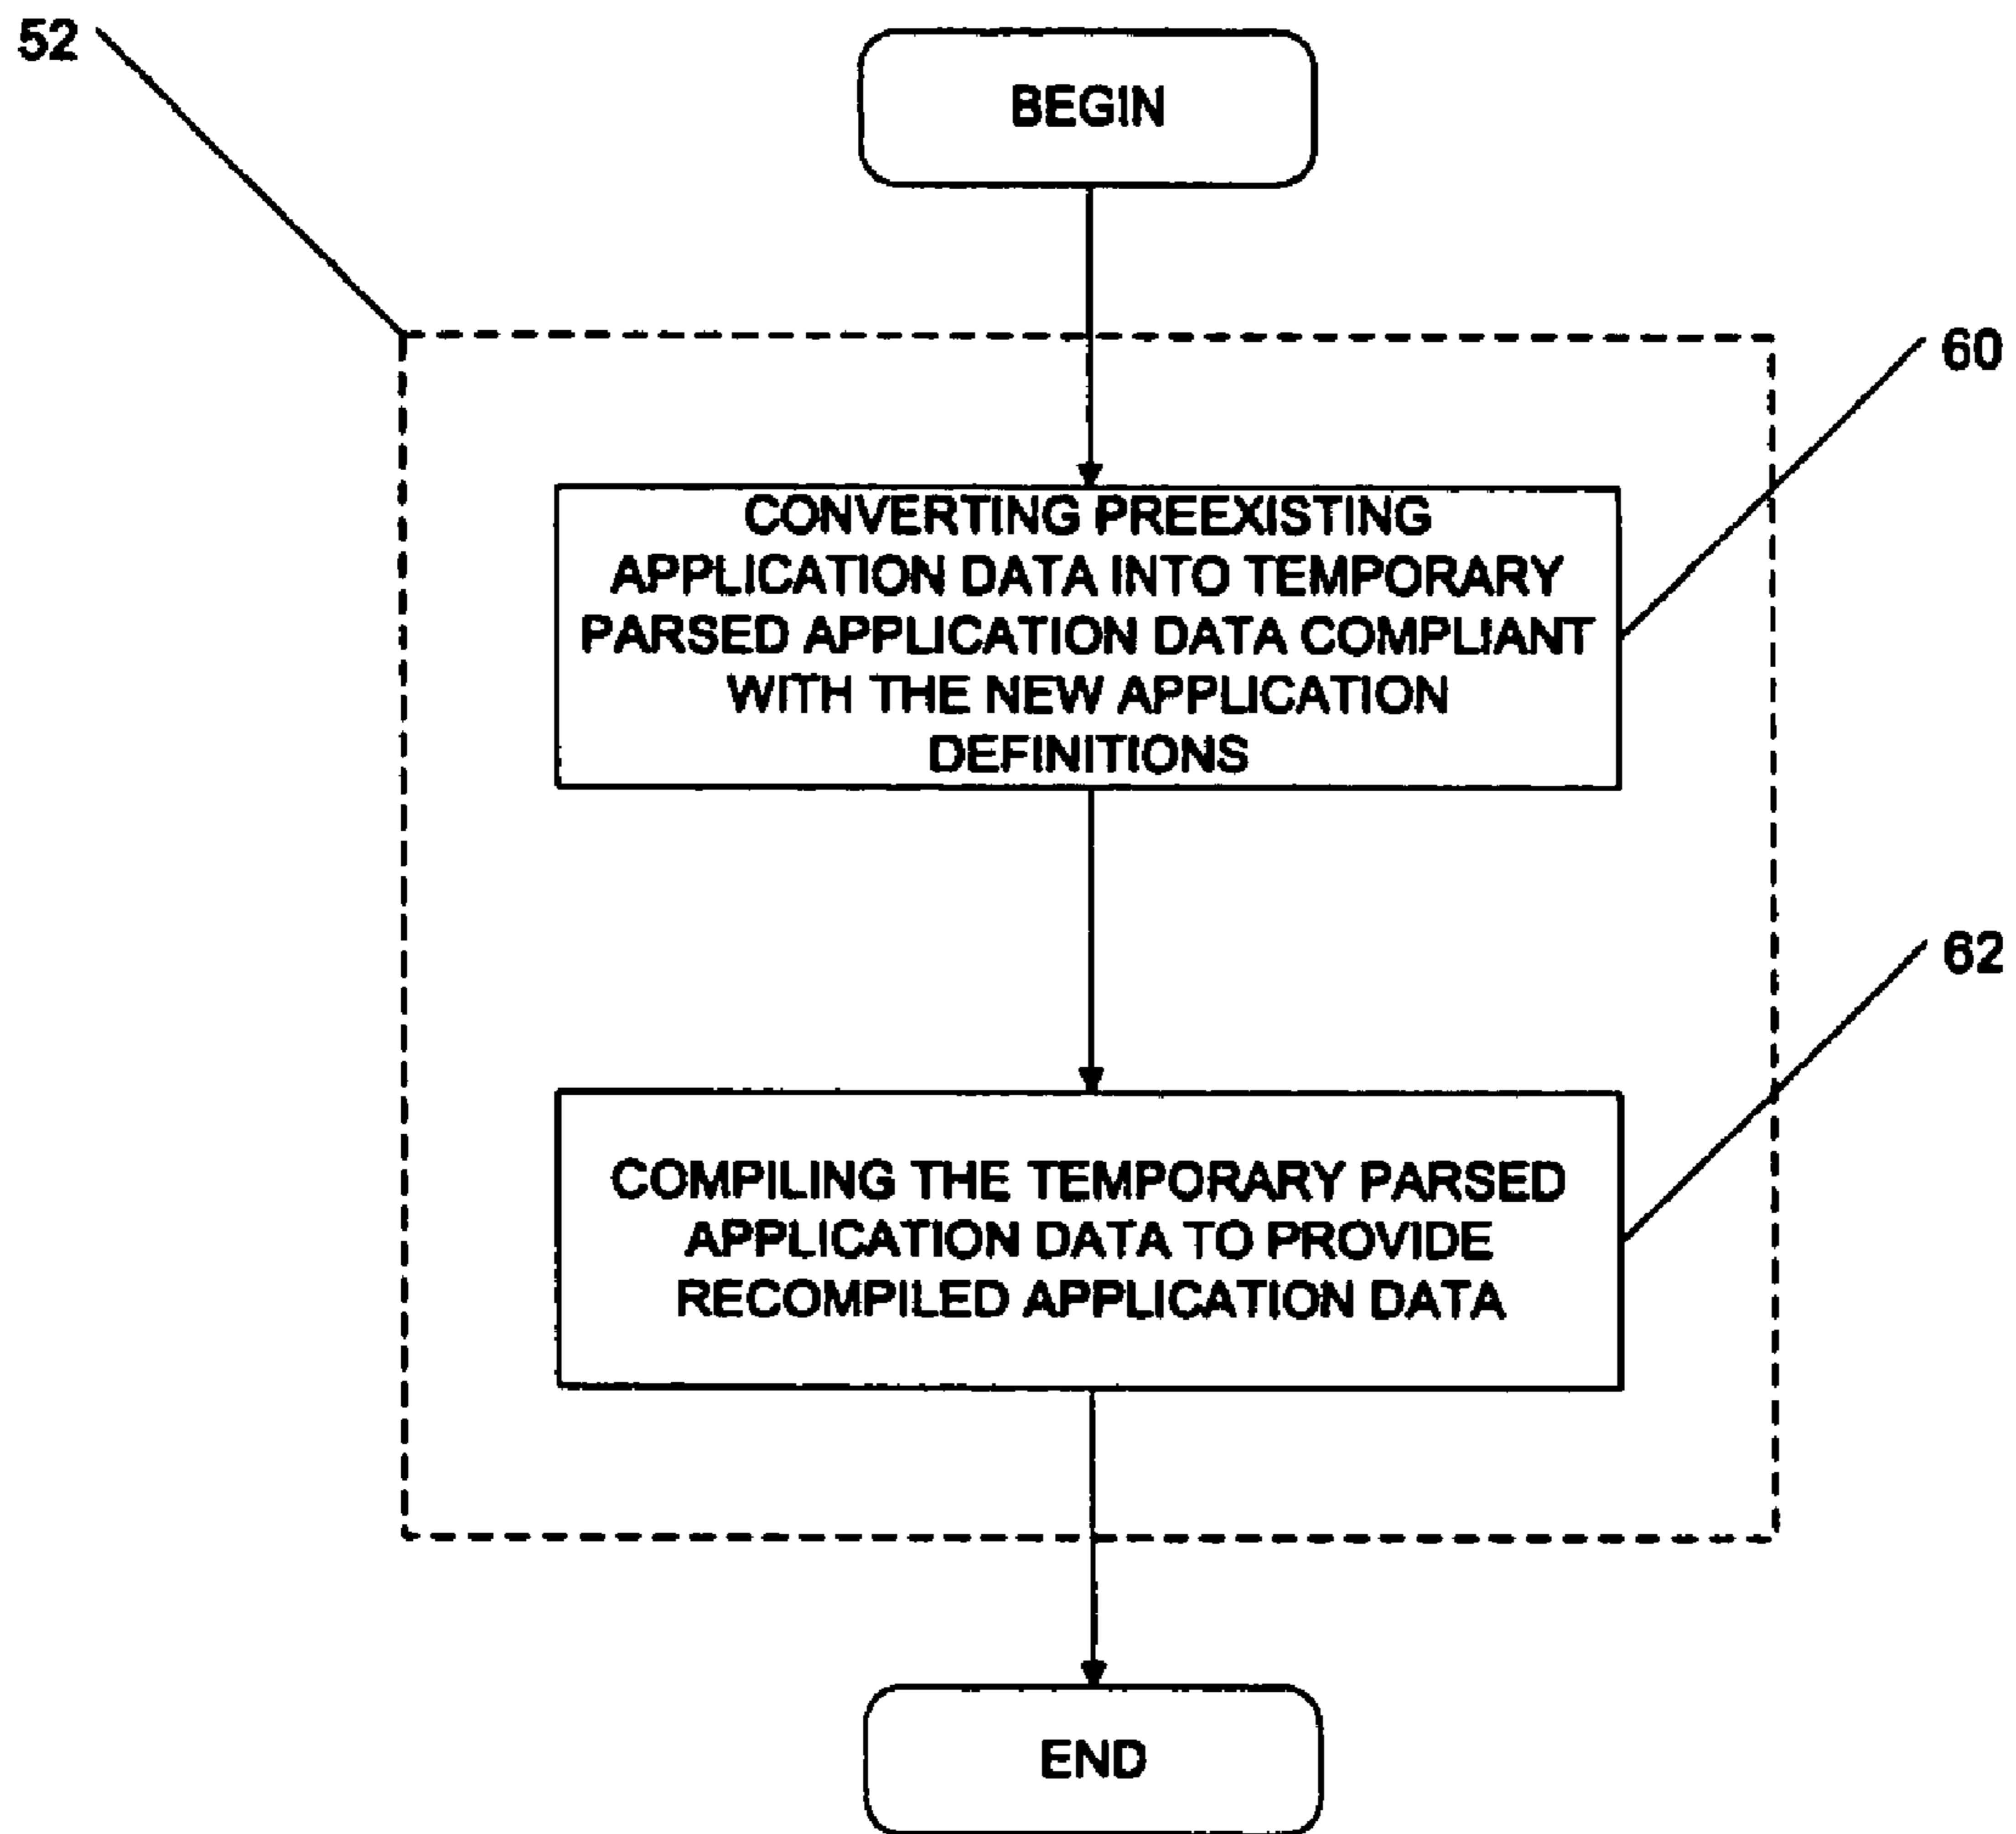 52
BEGIN
60
CONVERTING PREEXISTING
APPLICATION DATA INTO TEMPORARY
PARSED APPLICATION DATA COMPLIANT
WITH THE NEW APPLICATION
DEFINITIONS
62
COMPILING THE TEMPORARY PARSED
APPLICATION DATA TO PROVIDE
RECOMPILED APPLICATION DATA
END